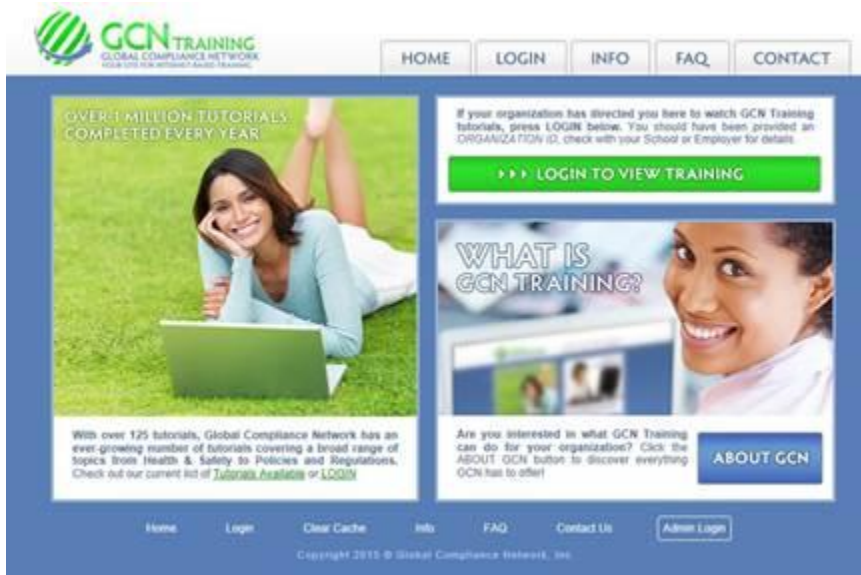 GCN TRAINING
GLOBAL COMPLIANCE NETWORK
YOUR SITE FOR INTERNET BASED TRAINING
HOME LOGIN INFO FAQ CONTACT
OVER 1 MILLION TUTORIALS
COMPLETED EVERY YEAR
If your organization has directed you here to watch GCN Training
tutorials, press LOGIN below. You should have been provided an
ORGANIZATION ID, check with your School or Employer for details.
LOGIN TO VIEW TRAINING
WHAT IS
GCN TRAINING?
With over 125 tutorials, Global Compliance Network has an
ever-growing number of tutorials covering a broad range of
topics from Health & Safety to Policies and Regulations.
Check out our current list of Tutorials Available or LOGIN
Are you interested in what GCN Training
can do for your organization? Click the
ABOUT GCN button to discover everything
GCN has to offer!
ABOUT GCN
Home Login Clear Cache Info FAQ Contact Us Admin Login
Copyright 2015 © Global Compliance Network, Inc.